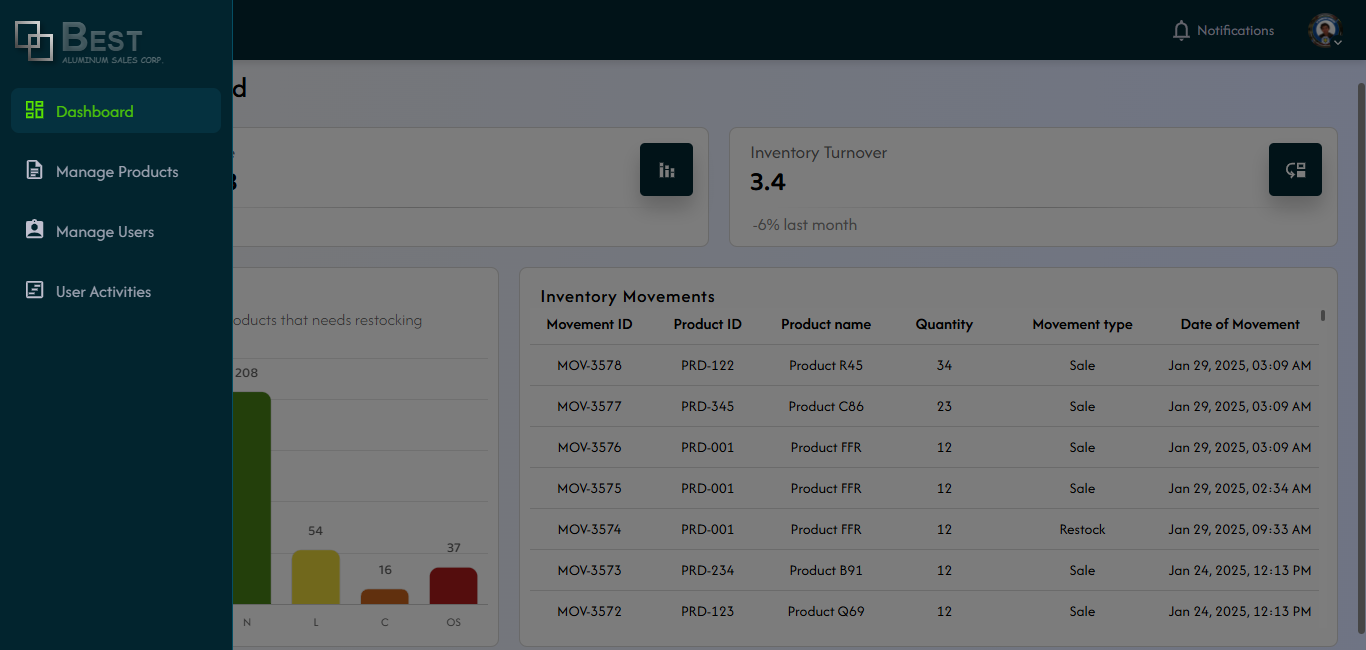 BEST
ALUMINUM SALES CORP.
Notifications
Dashboard
Manage Products
Manage Users
User Activities
d
Inventory Turnover
3.4
-6% last month
oducts that needs restocking
208
54
16
37
N L C OS
Inventory Movements
Movement ID Product ID Product name Quantity Movement type Date of Movement
MOV-3578 PRD-122 Product R45 34 Sale Jan 29, 2025, 03:09 AM
MOV-3577 PRD-345 Product C86 23 Sale Jan 29, 2025, 03:09 AM
MOV-3576 PRD-001 Product FFR 12 Sale Jan 29, 2025, 03:09 AM
MOV-3575 PRD-001 Product FFR 12 Sale Jan 29, 2025, 02:34 AM
MOV-3574 PRD-001 Product FFR 12 Restock Jan 29, 2025, 09:33 AM
MOV-3573 PRD-234 Product B91 12 Sale Jan 24, 2025, 12:13 PM
MOV-3572 PRD-123 Product Q69 12 Sale Jan 24, 2025, 12:13 PM